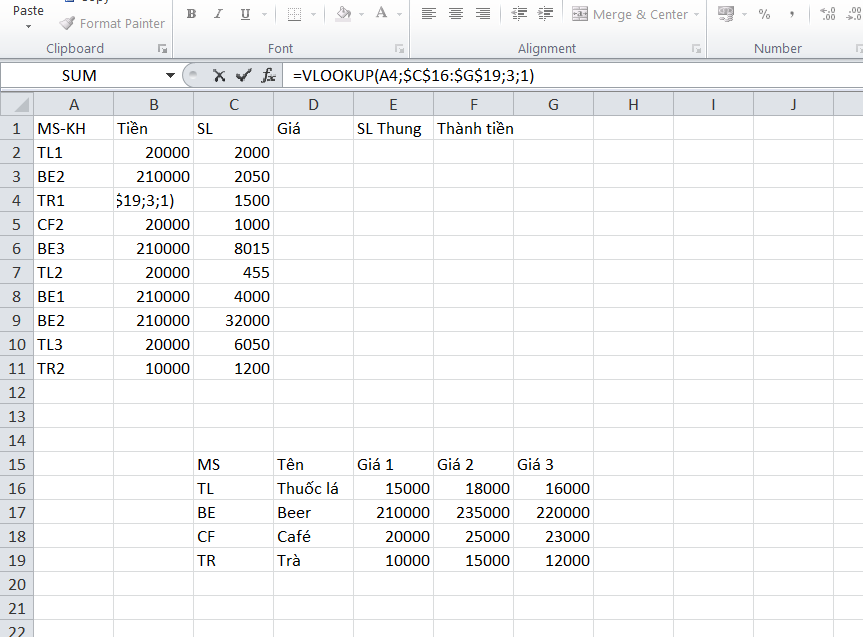 Copy
Paste
Format Painter
B I U A % ,
Clipboard Font Merge & Center Alignment Number
SUM fx =VLOOKUP(A4;$C$16:$G$19;3;1)
A B C D E F G H I J
1 MS-KH Tiền SL Giá SL Thung Thành tiền
2 TL1 20000 2000
3 BE2 210000 2050
4 TR1 $19;3;1) 1500
5 CF2 20000 1000
6 BE3 210000 8015
7 TL2 20000 455
8 BE1 210000 4000
9 BE2 210000 32000
10 TL3 20000 6050
11 TR2 10000 1200
12
13
14
15 MS Tên Giá 1 Giá 2 Giá 3
16 TL Thuốc lá 15000 18000 16000
17 BE Beer 210000 235000 220000
18 CF Café 20000 25000 23000
19 TR Trà 10000 15000 12000
20
21
22